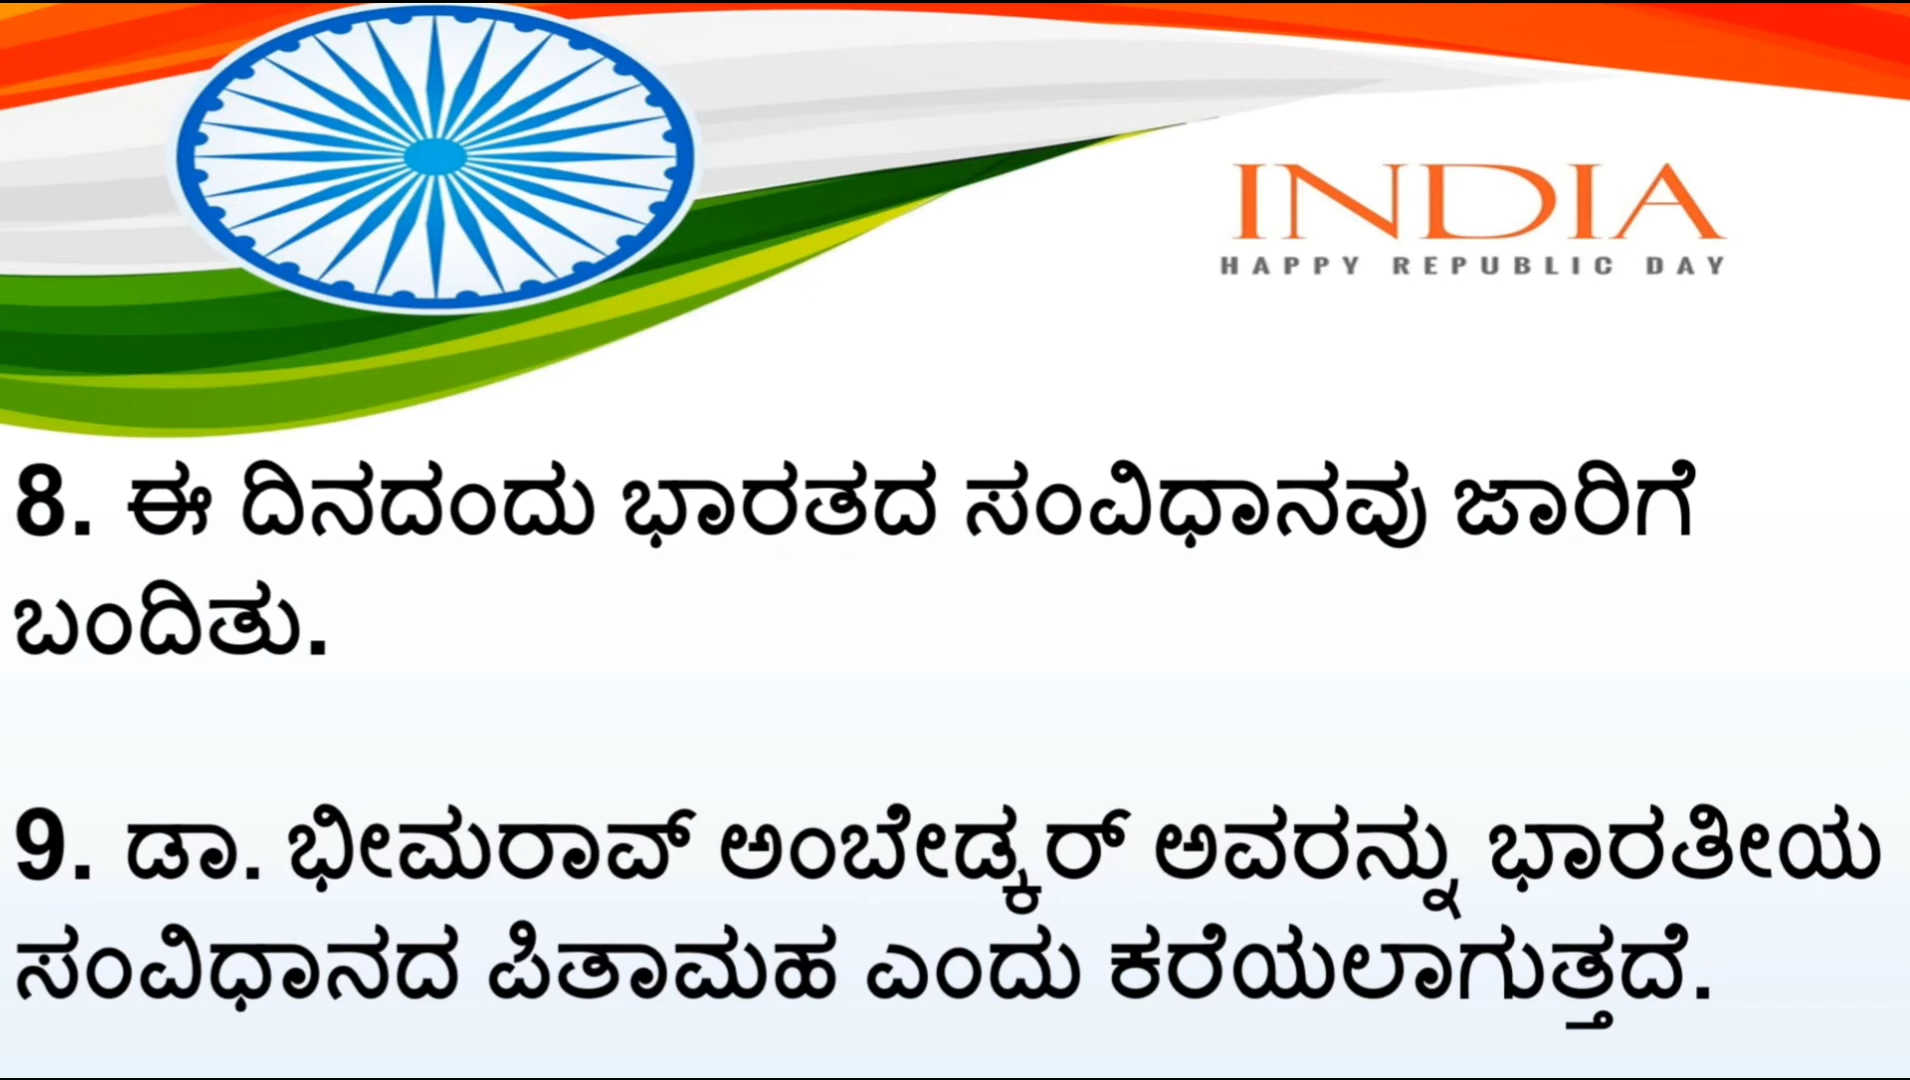 INDIA
HAPPY REPUBLIC DAY
8. ಈ ದಿನದಂದು ಭಾರತದ ಸಂವಿಧಾನವು ಜಾರಿಗೆ
ಬಂದಿತು.
9. ಡಾ. ಭೀಮರಾವ್ ಅಂಬೇಡ್ಕರ್ ಅವರನ್ನು ಭಾರತೀಯ
ಸಂವಿಧಾನದ ಪಿತಾಮಹ ಎಂದು ಕರೆಯಲಾಗುತ್ತದೆ.